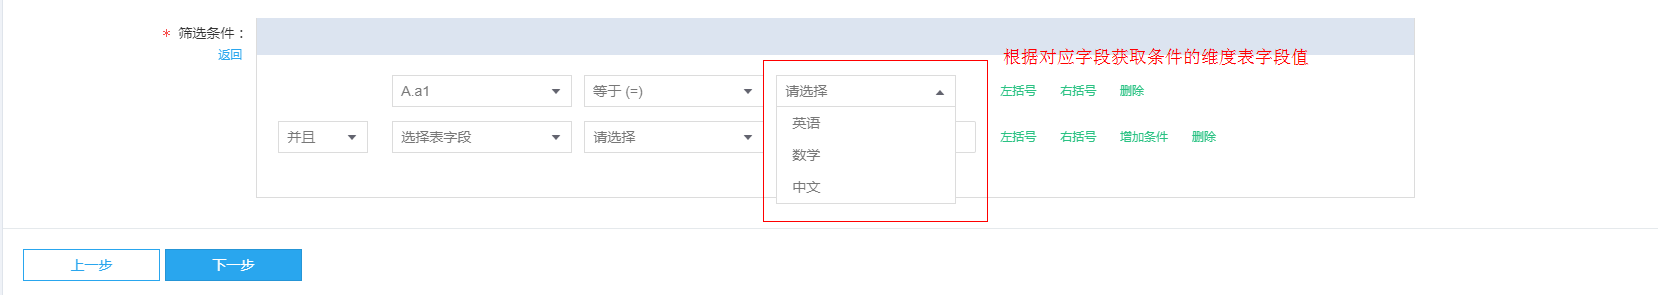 * 筛选条件：
返回
根据对应字段获取条件的维度表字段值
A.a1 等于 (=) 请选择 左括号 右括号 删除
英语
并且 选择表字段 请选择 左括号 右括号 增加条件 删除
数学
中文
上一步 下一步